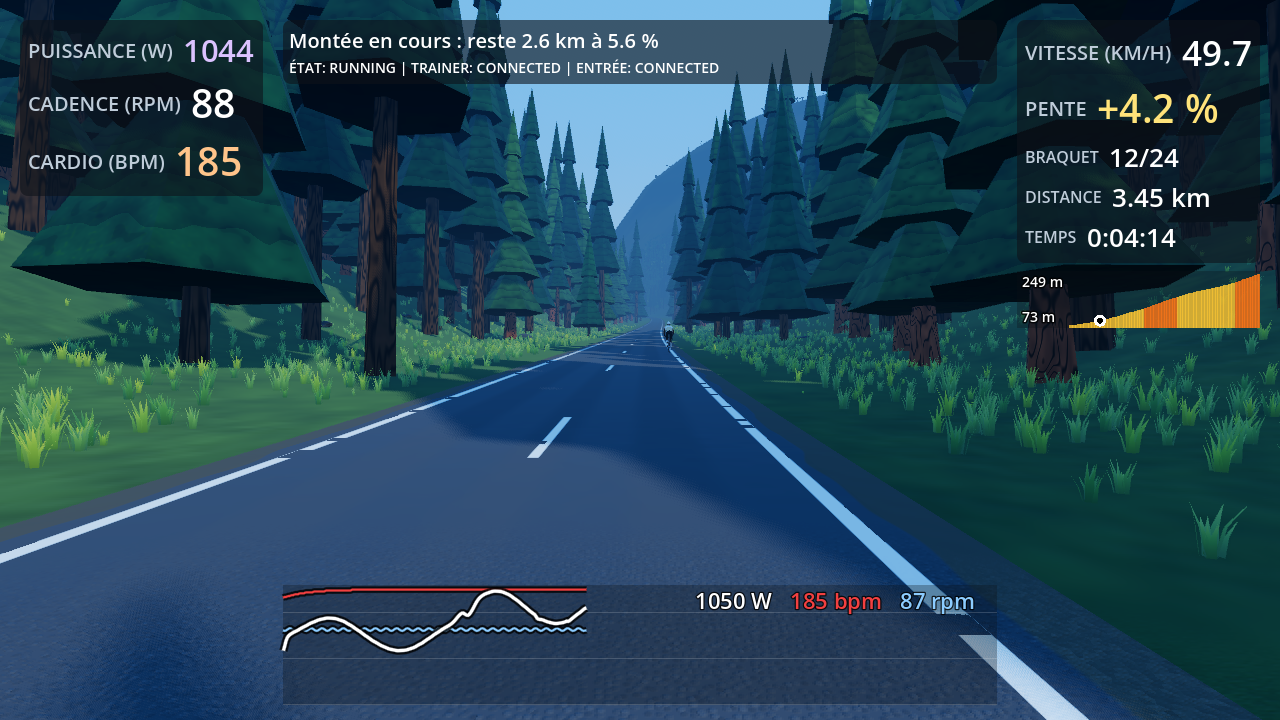 PUISSANCE (W) 1044
CADENCE (RPM) 88
CARDIO (BPM) 185
Montée en cours : reste 2.6 km à 5.6 %
ÉTAT: RUNNING | TRAINER: CONNECTED | ENTRÉE: CONNECTED
VITESSE (KM/H) 49.7
PENTE +4.2 %
BRAQUET 12/24
DISTANCE 3.45 km
TEMPS 0:04:14
249 m
73 m
1050 W 185 bpm 87 rpm